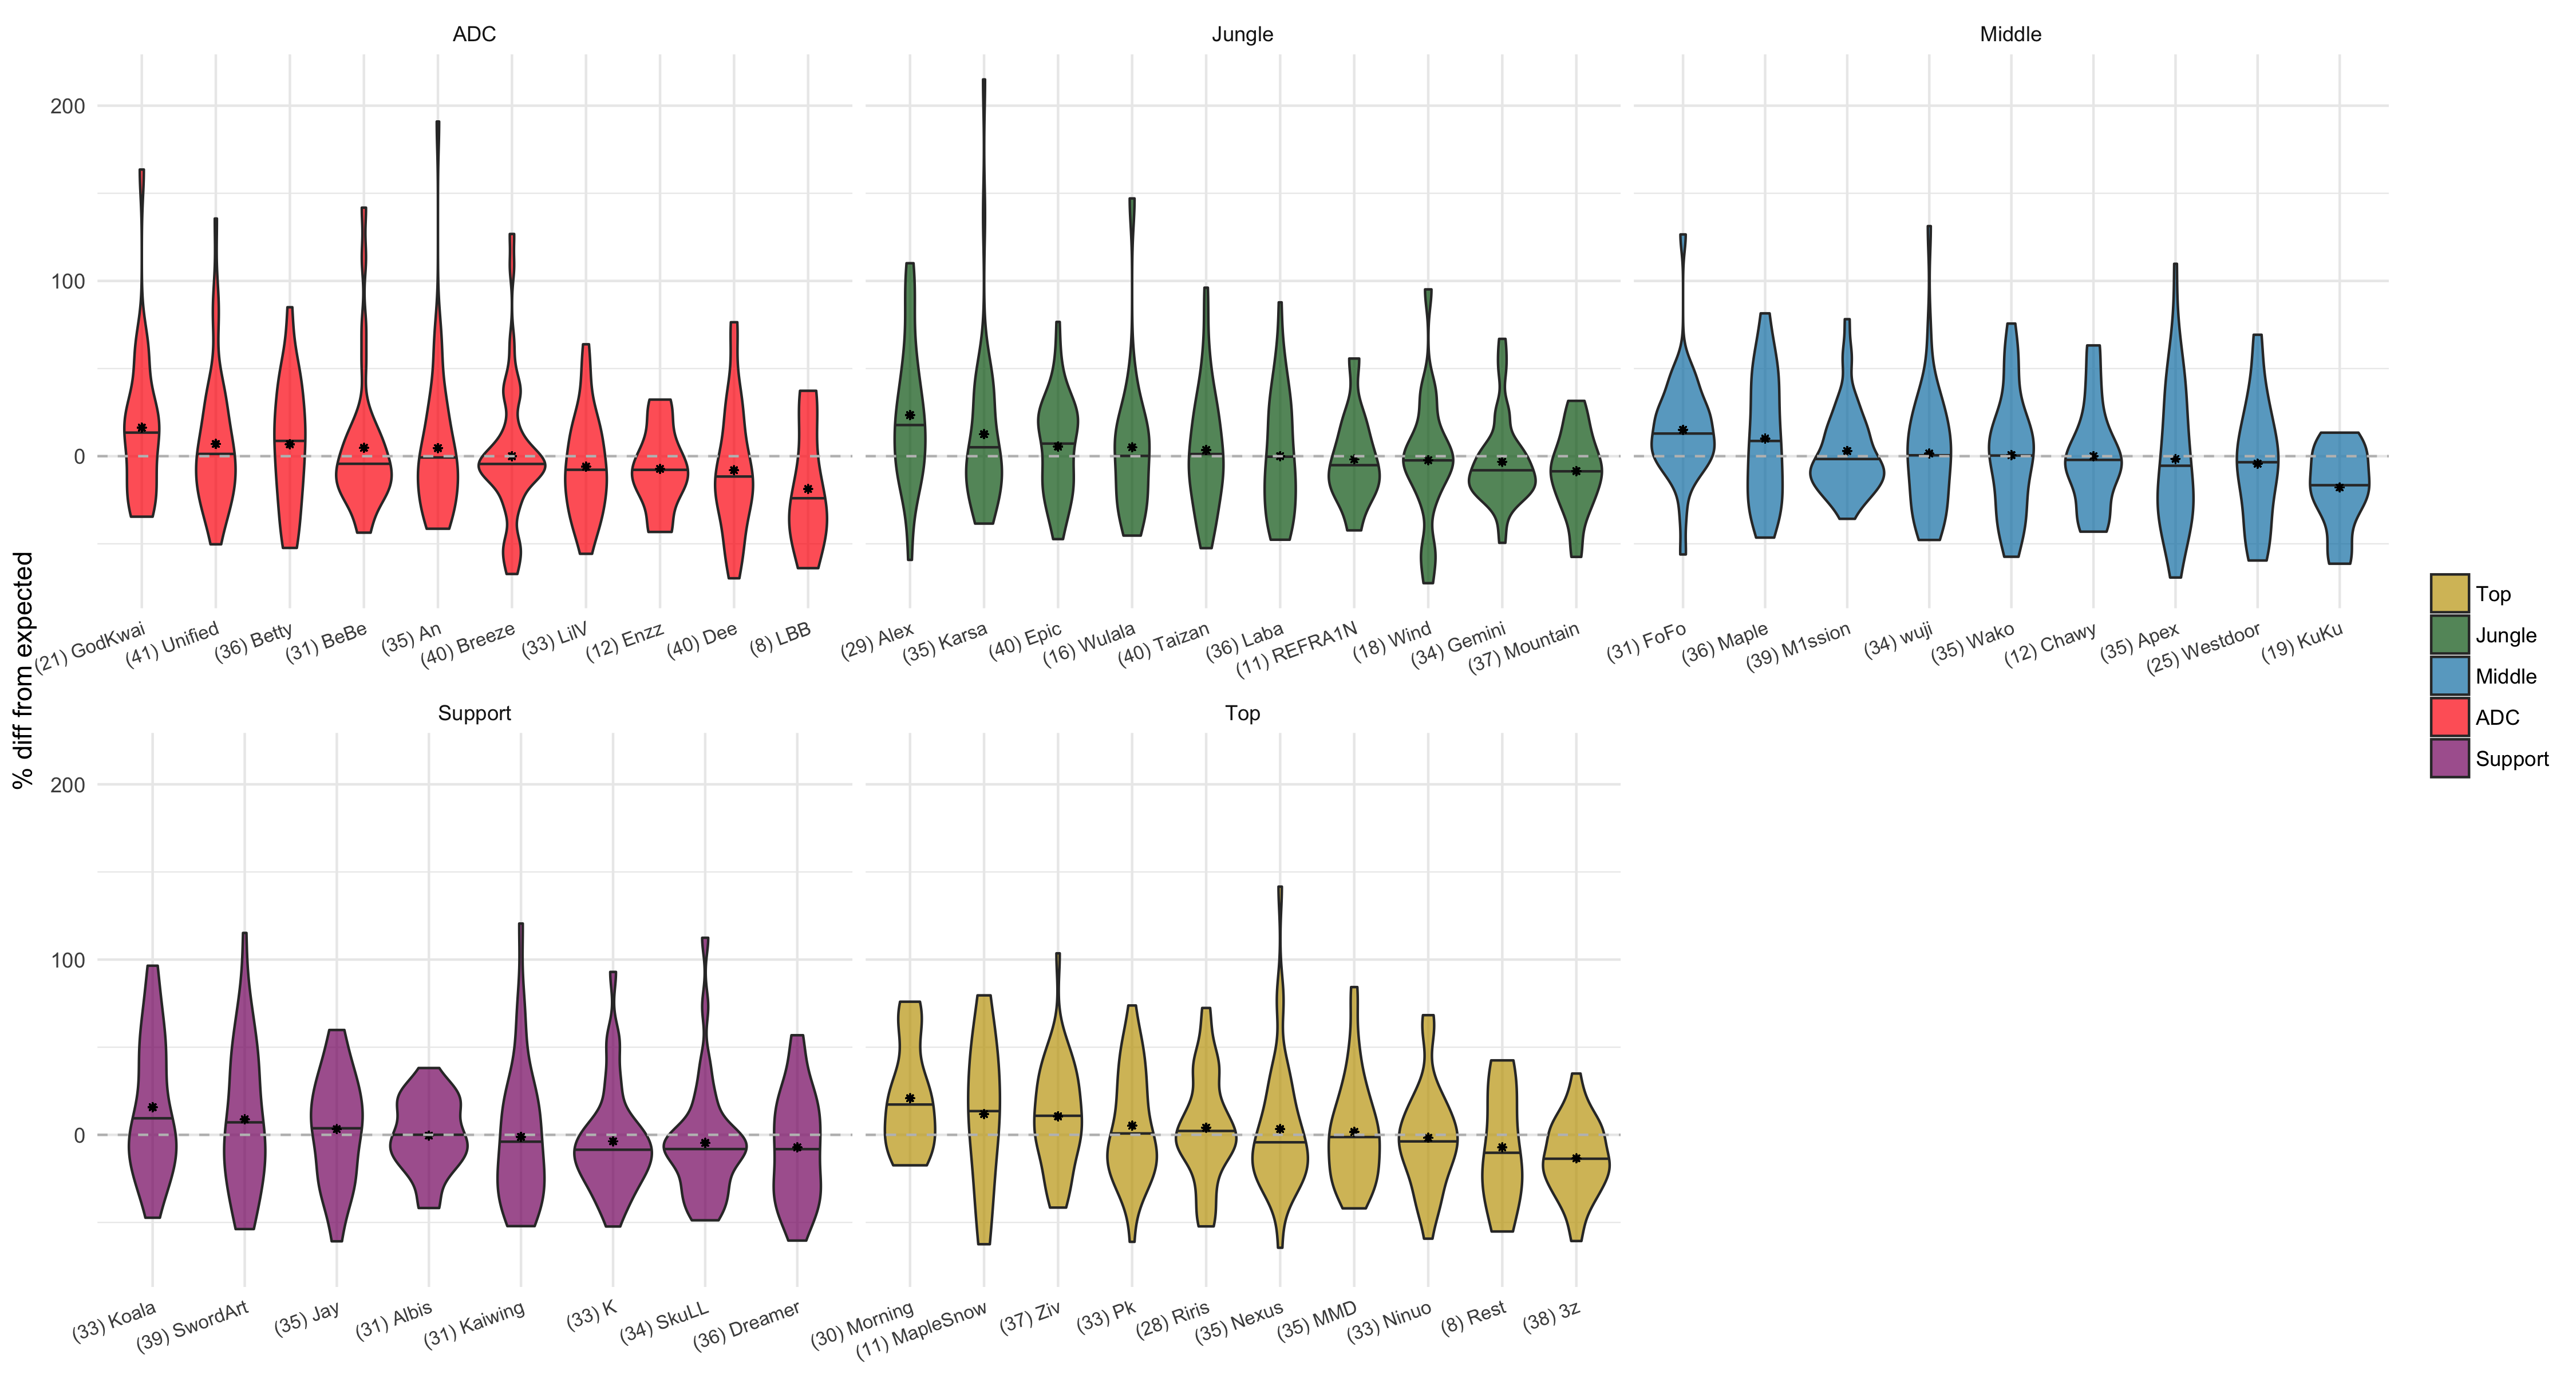 ADC
Jungle
Middle
200
100
0
(21) GodKwai
(41) Unified
(36) Betty
(31) BeBe
(35) An
(40) Breeze
(33) LilV
(12) Enzz
(40) Dee
(8) LBB
(29) Alex
(35) Karsa
(40) Epic
(16) Wulala
(40) Taizan
(36) Laba
(11) REFRA1N
(18) Wind
(34) Gemini
(37) Mountain
(31) FoFo
(36) Maple
(39) M1ssion
(34) wuji
(35) Wako
(12) Chawy
(35) Apex
(25) Westdoor
(19) KuKu
% diff from expected
Support
Top
200
100
0
(33) Koala
(39) SwordArt
(35) Jay
(31) Albis
(31) Kaiwing
(33) K
(34) SkuLL
(36) Dreamer
(30) Morning
(11) MapleSnow
(37) Ziv
(33) Pk
(28) Riris
(35) Nexus
(35) MMD
(33) Ninuo
(8) Rest
(38) 3z
Top
Jungle
Middle
ADC
Support